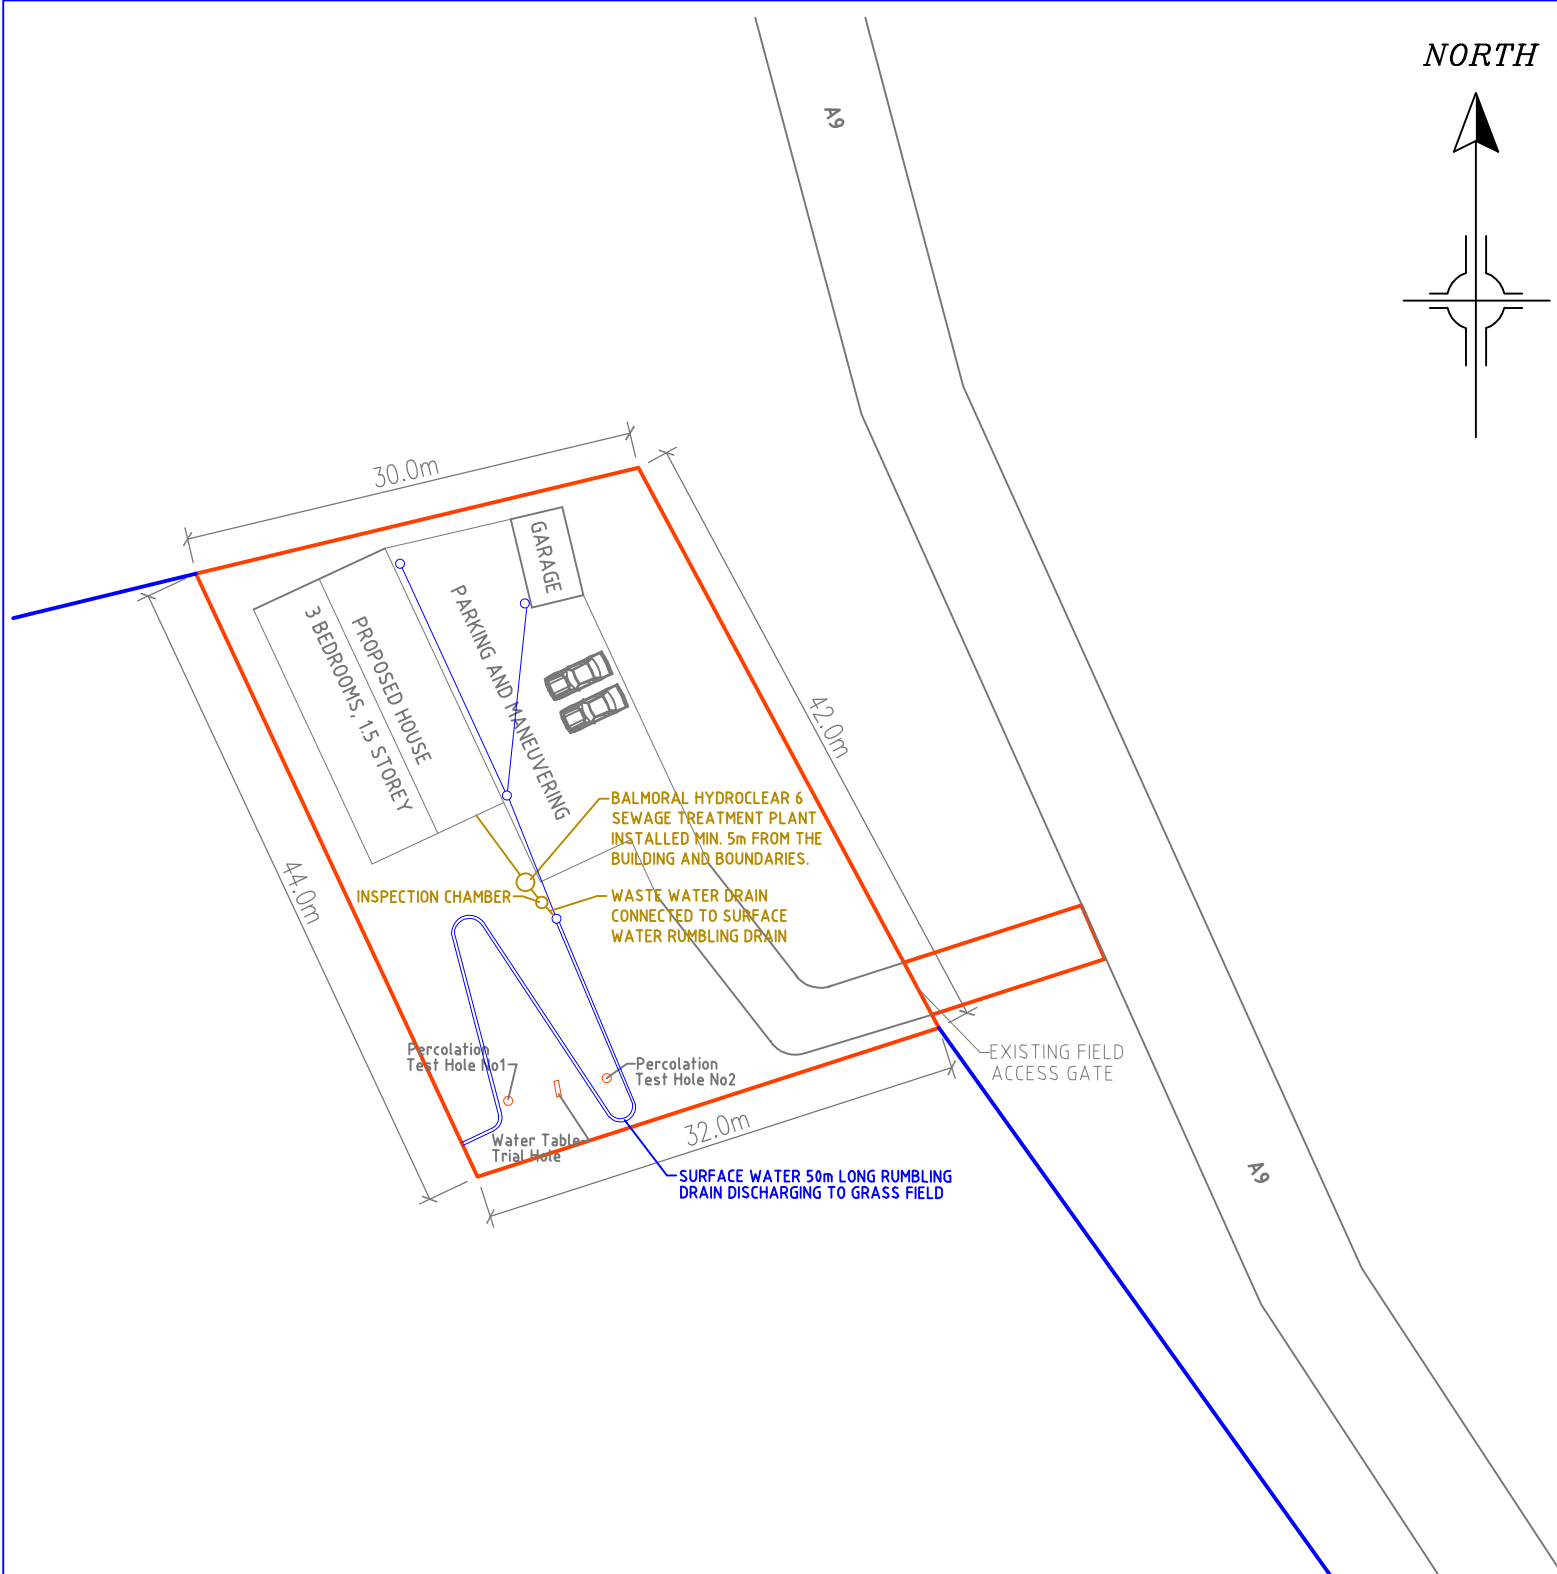 NORTH
A9
30.0m
GARAGE
PARKING AND MANEUVERING
PROPOSED HOUSE
3 BEDROOMS, 1.5 STOREY
42.0m
44.0m
BALMORAL HYDROCLEAR 6
SEWAGE TREATMENT PLANT
INSTALLED MIN. 5m FROM THE
BUILDING AND BOUNDARIES.
INSPECTION CHAMBER
WASTE WATER DRAIN
CONNECTED TO SURFACE
WATER RUMBLING DRAIN
Percolation
Test Hole No1
Percolation
Test Hole No2
EXISTING FIELD
ACCESS GATE
Water Table
Trial Hole
32.0m
SURFACE WATER 50m LONG RUMBLING
DRAIN DISCHARGING TO GRASS FIELD
A9